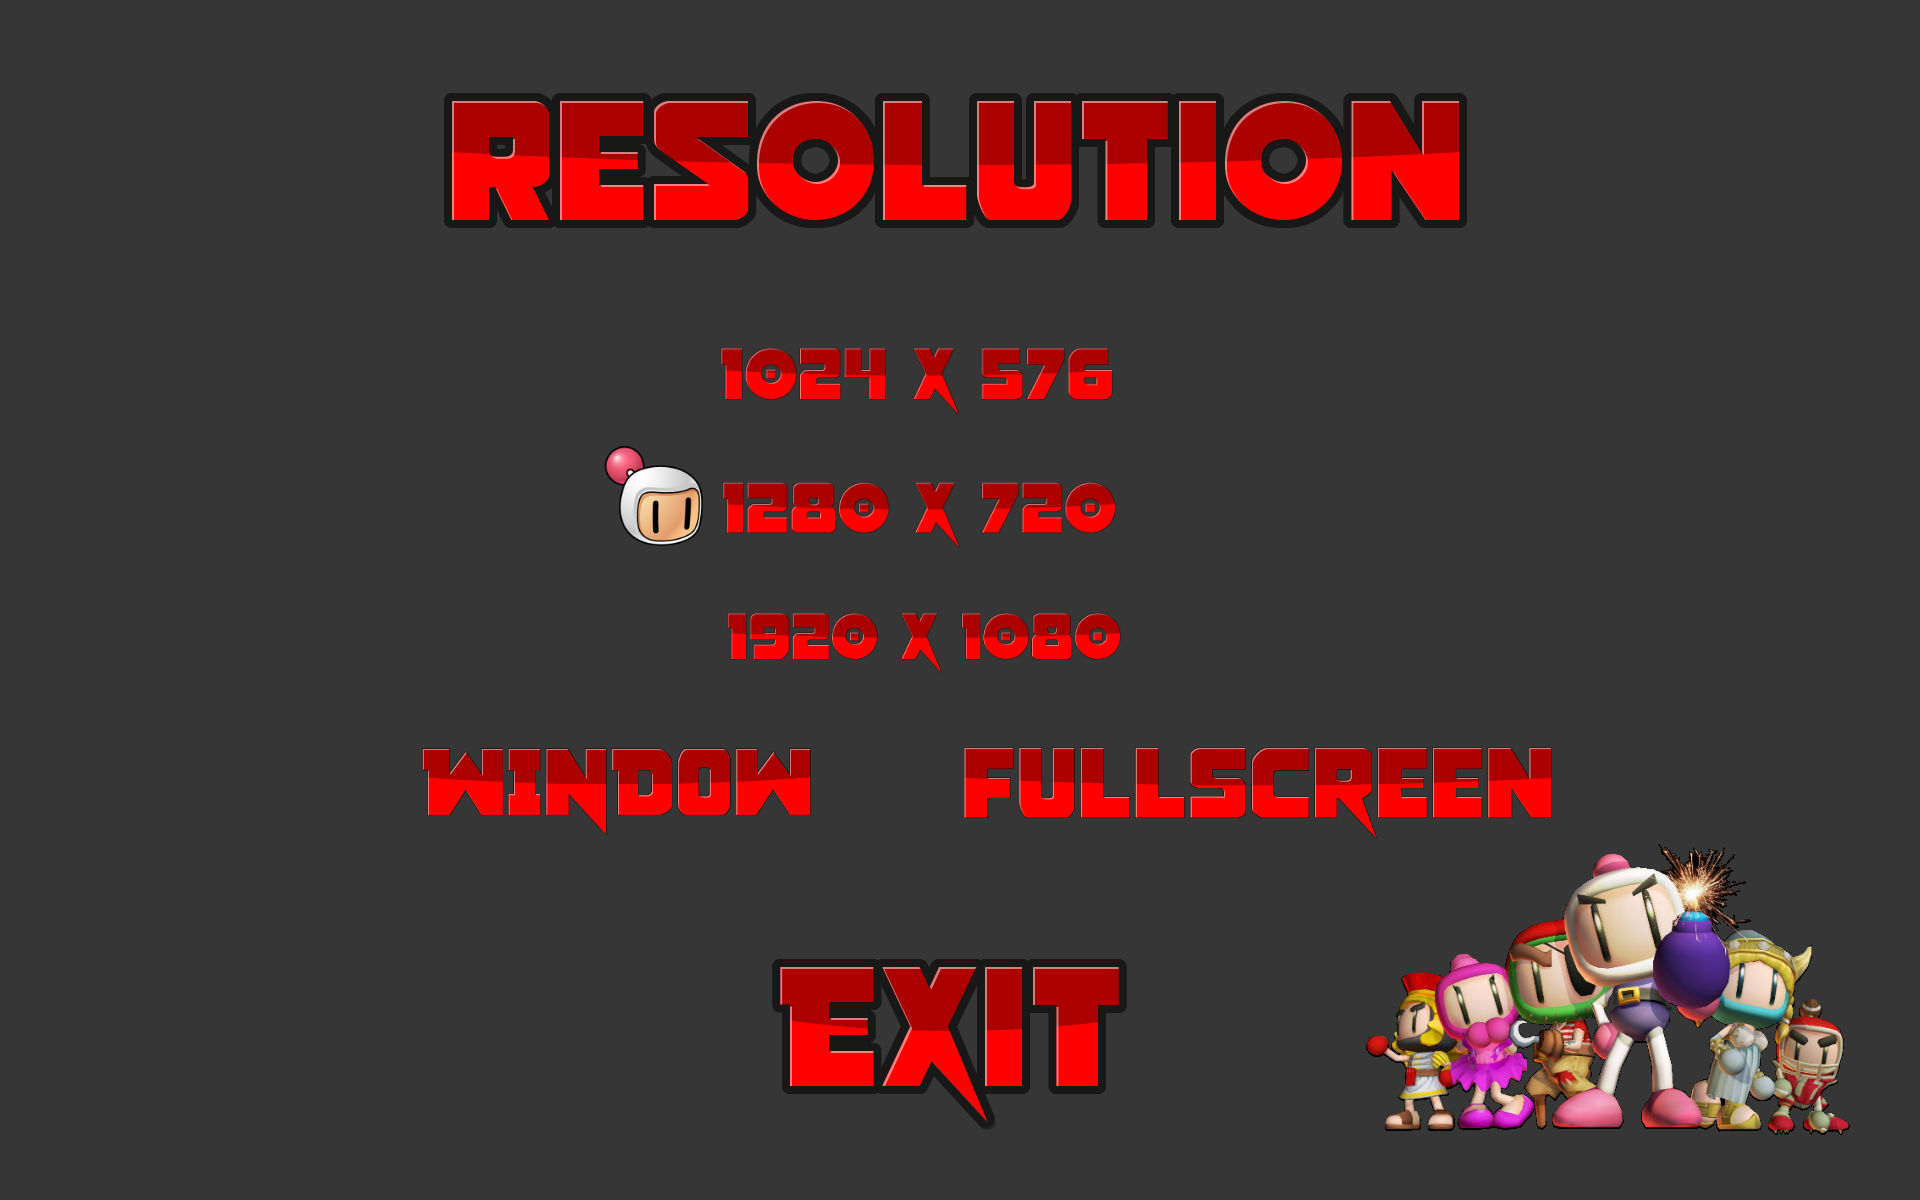 RESOLUTION
1024 X 576
1280 X 720
1920 X 1080
WINDOW FULLSCREEN
EXIT